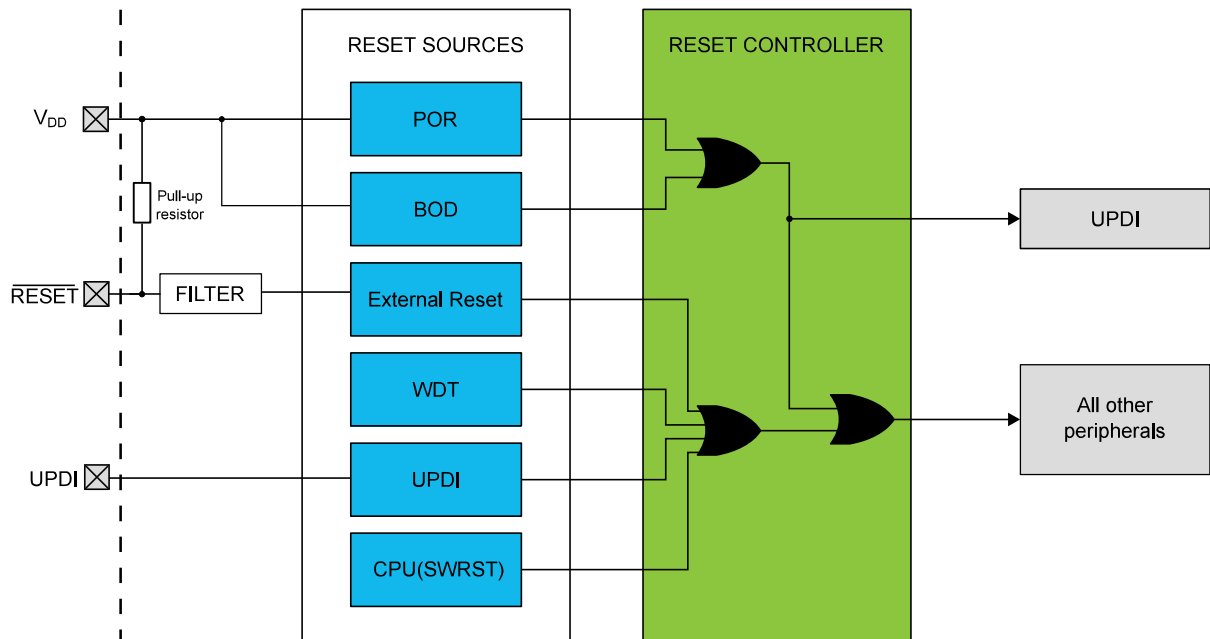 RESET SOURCES
RESET CONTROLLER
VDD
POR
Pull-up
resistor
BOD
UPDI
RESET
FILTER
External Reset
WDT
All other
peripherals
UPDI
UPDI
CPU(SWRST)